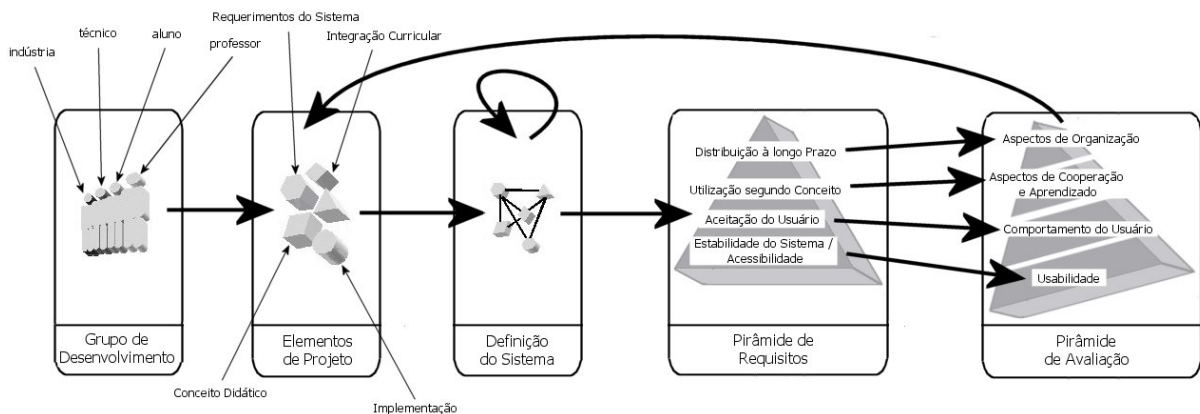 Requerimentos do Sistema
técnico
aluno
Integração Curricular
indústria
professor
Distribuição à longo Prazo
Utilização segundo Conceito
Aceitação do Usuário
Estabilidade do Sistema /
Acessibilidade
Aspectos de Organização
Aspectos de Cooperação
e Aprendizado
Comportamento do Usuário
Usabilidade
Grupo de
Desenvolvimento
Elementos
de Projeto
Definição
do Sistema
Pirâmide de
Requisitos
Pirâmide
de Avaliação
Conceito Didático
Implementação